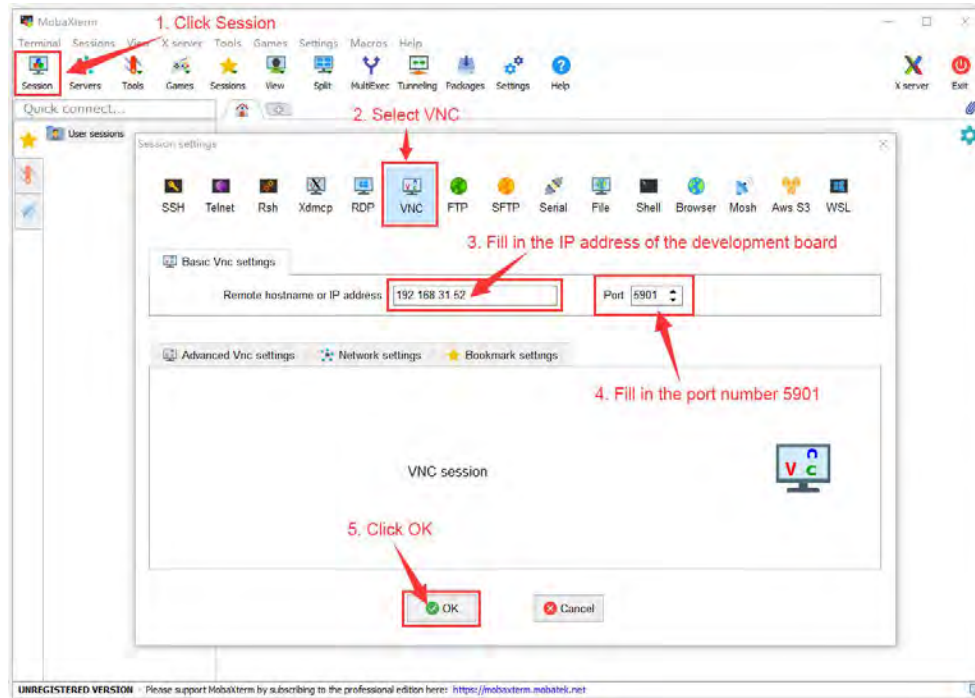 MobaXterm
1. Click Session
Terminal Sessions View X server Tools Games Settings Macros Help
Session Servers Tools Games Sessions View Split MultiExec Tunneling Packages Settings Help X server Exit
Quick connect...
2. Select VNC
User sessions
Session settings
SSH Telnet Rsh Xdmcp RDP VNC FTP SFTP Serial File Shell Browser Mosh Aws S3 WSL
3. Fill in the IP address of the development board
Basic Vnc settings
Remote hostname or IP address 192.168.31.52 Port 5901
Advanced Vnc settings Network settings Bookmark settings
4. Fill in the port number 5901
VNC session
V n c
5. Click OK
OK Cancel
UNREGISTERED VERSION - Please support MobaXterm by subscribing to the professional edition here: https://mobaxterm.mobatek.net